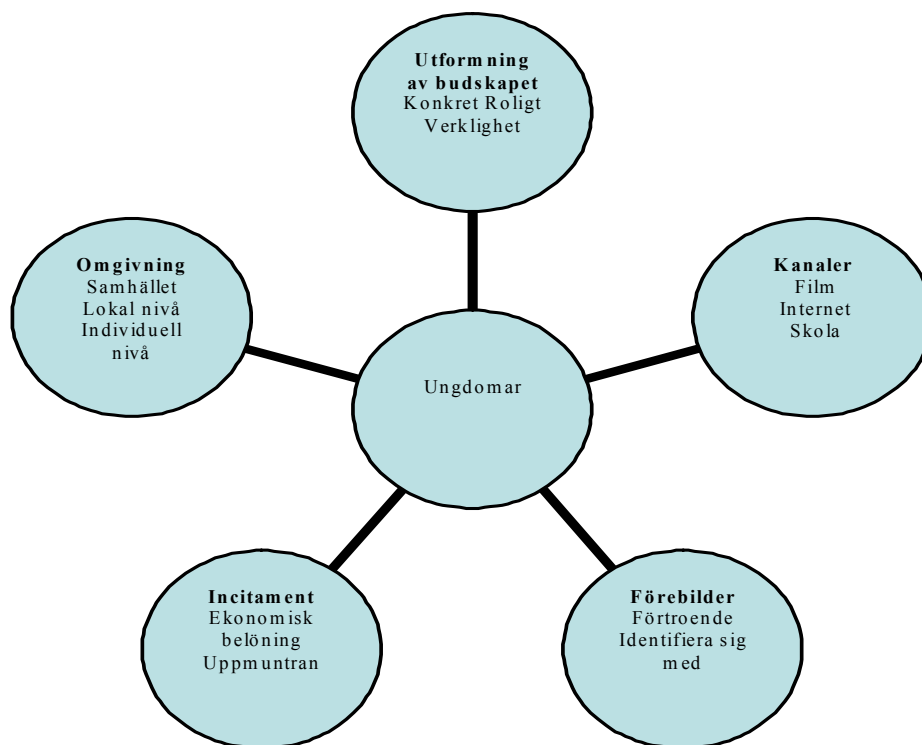 Utformning
av budskapet
Konkret Roligt
Verklighet
Omgivning
Samhället
Lokal nivå
Individuell
nivå
Kanaler
Film
Internet
Skola
Ungdomar
Incitament
Ekonomisk
belöning
Uppmuntran
Förebilder
Förtroende
Identifiera sig
med